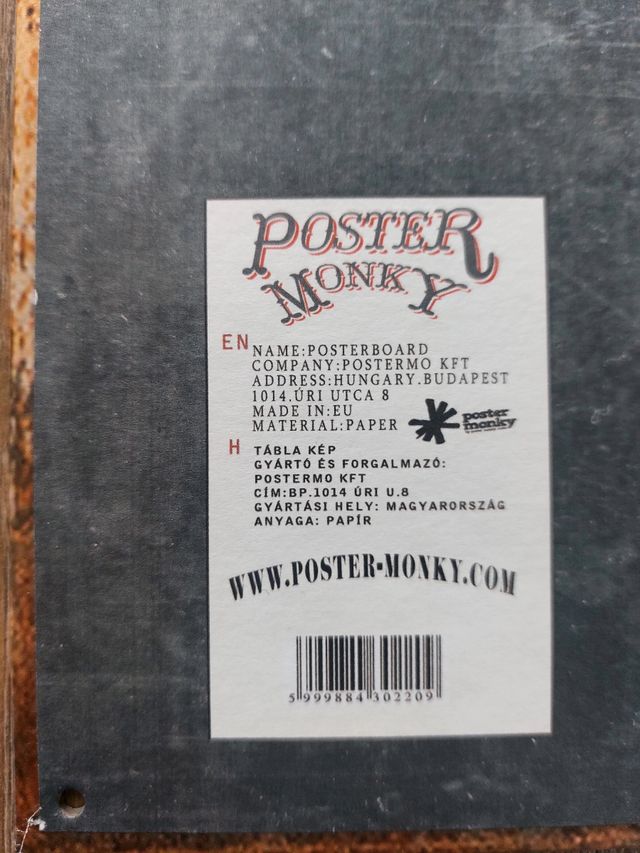 POSTER
MONKY
EN
NAME:POSTERBOARD
COMPANY:POSTERMO KFT
ADDRESS:HUNGARY.BUDAPEST
1014.ÚRI UTCA 8
MADE IN:EU
MATERIAL:PAPER
poster
monky
H
TÁBLA KÉP
GYÁRTÓ ÉS FORGALMAZÓ:
POSTERMO KFT
CÍM:BP.1014 ÚRI U.8
GYÁRTÁSI HELY: MAGYARORSZÁG
ANYAGA: PAPÍR
WWW.POSTER-MONKY.COM
5 999884 302209